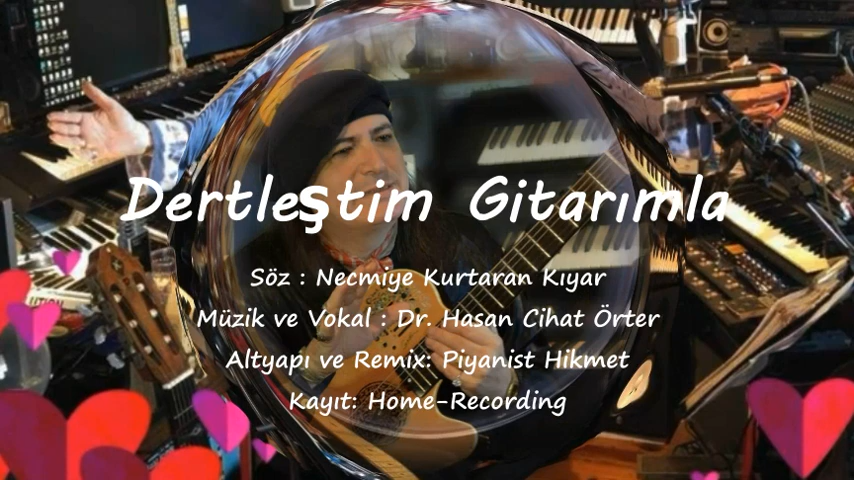 Dertleştim Gitarımla
Söz : Necmiye Kurtaran Kıyar
Müzik ve Vokal : Dr. Hasan Cihat Örter
Altyapı ve Remix: Piyanist Hikmet
Kayıt: Home-Recording